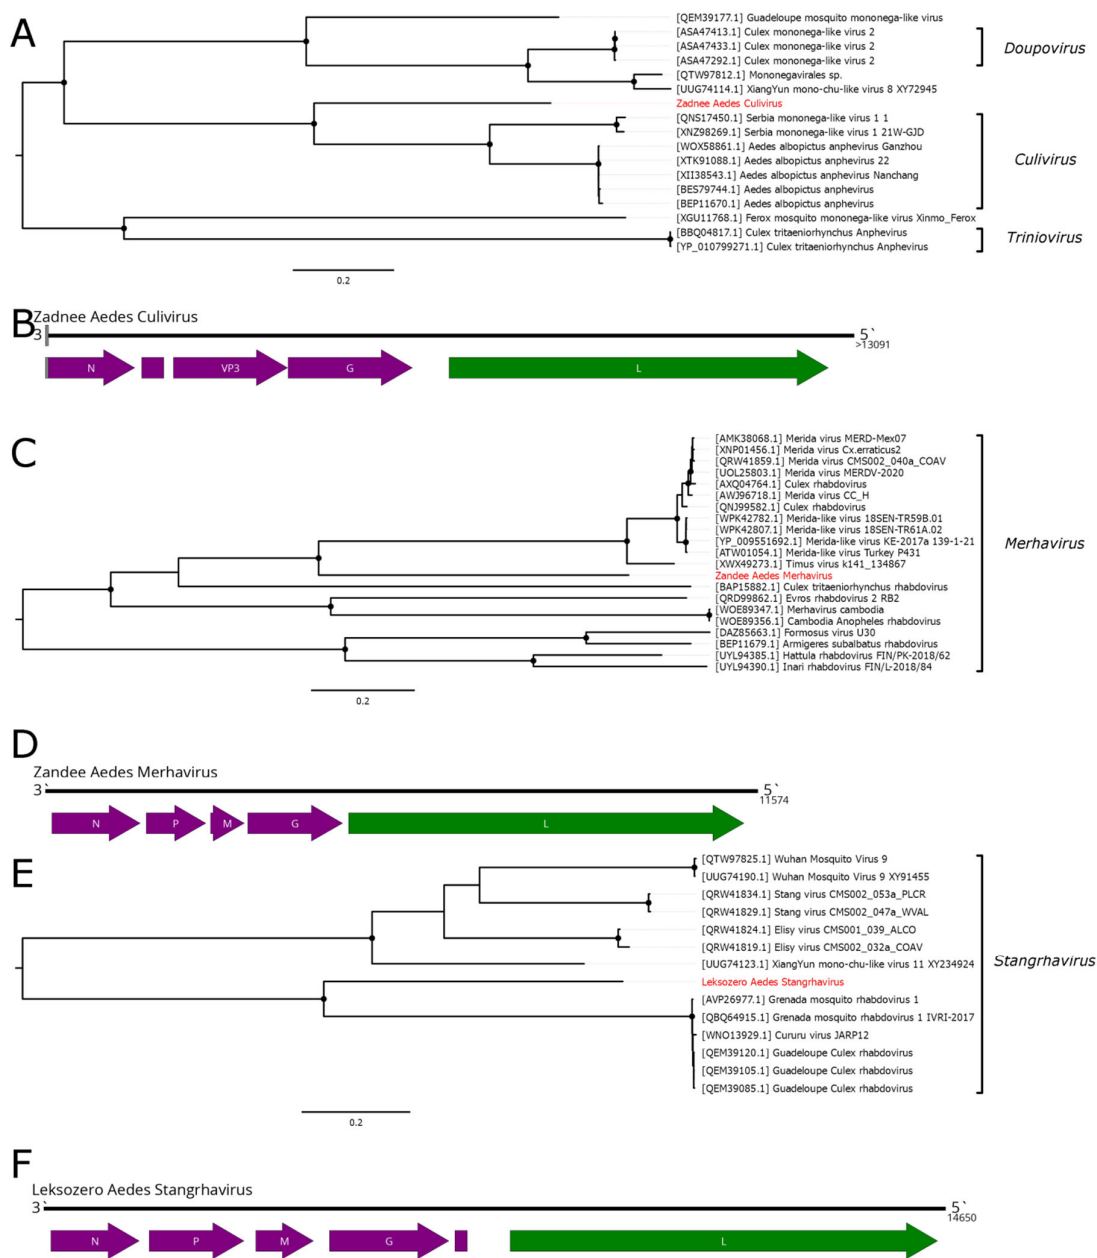 A
[QEM39177.1] Guadeloupe mosquito mononega-like virus
[ASA47413.1] Culex mononega-like virus 2
[ASA47433.1] Culex mononega-like virus 2
[ASA47292.1] Culex mononega-like virus 2
Doupovirus
[QTW97812.1] Mononegavirales sp.
[UUG74114.1] XiangYun mono-chu-like virus 8 XY72945
Zadnee Aedes Culivirus
[QNS17450.1] Serbia mononega-like virus 1 1
[XNZ98269.1] Serbia mononega-like virus 1 21W-GJD
[WOX58861.1] Aedes albopictus anphevirus Ganzhou
[XTK91088.1] Aedes albopictus anphevirus 22
Culivirus
[XII38543.1] Aedes albopictus anphevirus Nanchang
[BES79744.1] Aedes albopictus anphevirus
[BEP11670.1] Aedes albopictus anphevirus
[XGU11768.1] Ferox mosquito mononega-like virus Xinmo_Ferox
[BBQ04817.1] Culex tritaeniorhynchus Anphevirus
[YP_010799271.1] Culex tritaeniorhynchus Anphevirus
Triniovirus
0.2
B
Zadnee Aedes Culivirus
3` 5`
>13091
N VP3 G L
C
[AMK38068.1] Merida virus MERD-Mex07
[XNP01456.1] Merida virus Cx.erraticus2
[QRW41859.1] Merida virus CMS002_040a_COAV
[UOL25803.1] Merida virus MERDV-2020
[AXQ04764.1] Culex rhabdovirus
[AWJ96718.1] Merida virus CC_H
[QNJ99582.1] Culex rhabdovirus
[WPK42782.1] Merida-like virus 18SEN-TR59B.01
[WPK42807.1] Merida-like virus 18SEN-TR61A.02
[YP_009551692.1] Merida-like virus KE-2017a 139-1-21
Merhavirus
[ATW01054.1] Merida-like virus Turkey P431
[XWX49273.1] Timus virus k141_134867
Zandee Aedes Merhavirus
[BAP15882.1] Culex tritaeniorhynchus rhabdovirus
[QRD99862.1] Evros rhabdovirus 2 RB2
[WOE89347.1] Merhavirus cambodia
[WOE89356.1] Cambodia Anopheles rhabdovirus
[DAZ85663.1] Formosus virus U30
[BEP11679.1] Armigeres subalbatus rhabdovirus
[UYL94385.1] Hattula rhabdovirus FIN/PK-2018/62
[UYL94390.1] Inari rhabdovirus FIN/L-2018/84
0.2
D
Zandee Aedes Merhavirus
3` 5`
11574
N P M G L
E
[QTW97825.1] Wuhan Mosquito Virus 9
[UUG74190.1] Wuhan Mosquito Virus 9 XY91455
[QRW41834.1] Stang virus CMS002_053a_PLCR
[QRW41829.1] Stang virus CMS002_047a_WVAL
[QRW41824.1] Elisy virus CMS001_039_ALCO
[QRW41819.1] Elisy virus CMS002_032a_COAV
[UUG74123.1] XiangYun mono-chu-like virus 11 XY234924
Stangrhavirus
Leksozero Aedes Stangrhavirus
[AVP26977.1] Grenada mosquito rhabdovirus 1
[QBQ64915.1] Grenada mosquito rhabdovirus 1 IVRI-2017
[WNO13929.1] Cururu virus JARP12
[QEM39120.1] Guadeloupe Culex rhabdovirus
[QEM39105.1] Guadeloupe Culex rhabdovirus
[QEM39085.1] Guadeloupe Culex rhabdovirus
0.2
F
Leksozero Aedes Stangrhavirus
3` 5`
14650
N P M G L